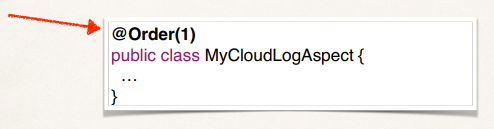 @Order(1)
public class MyCloudLogAspect {
…
}